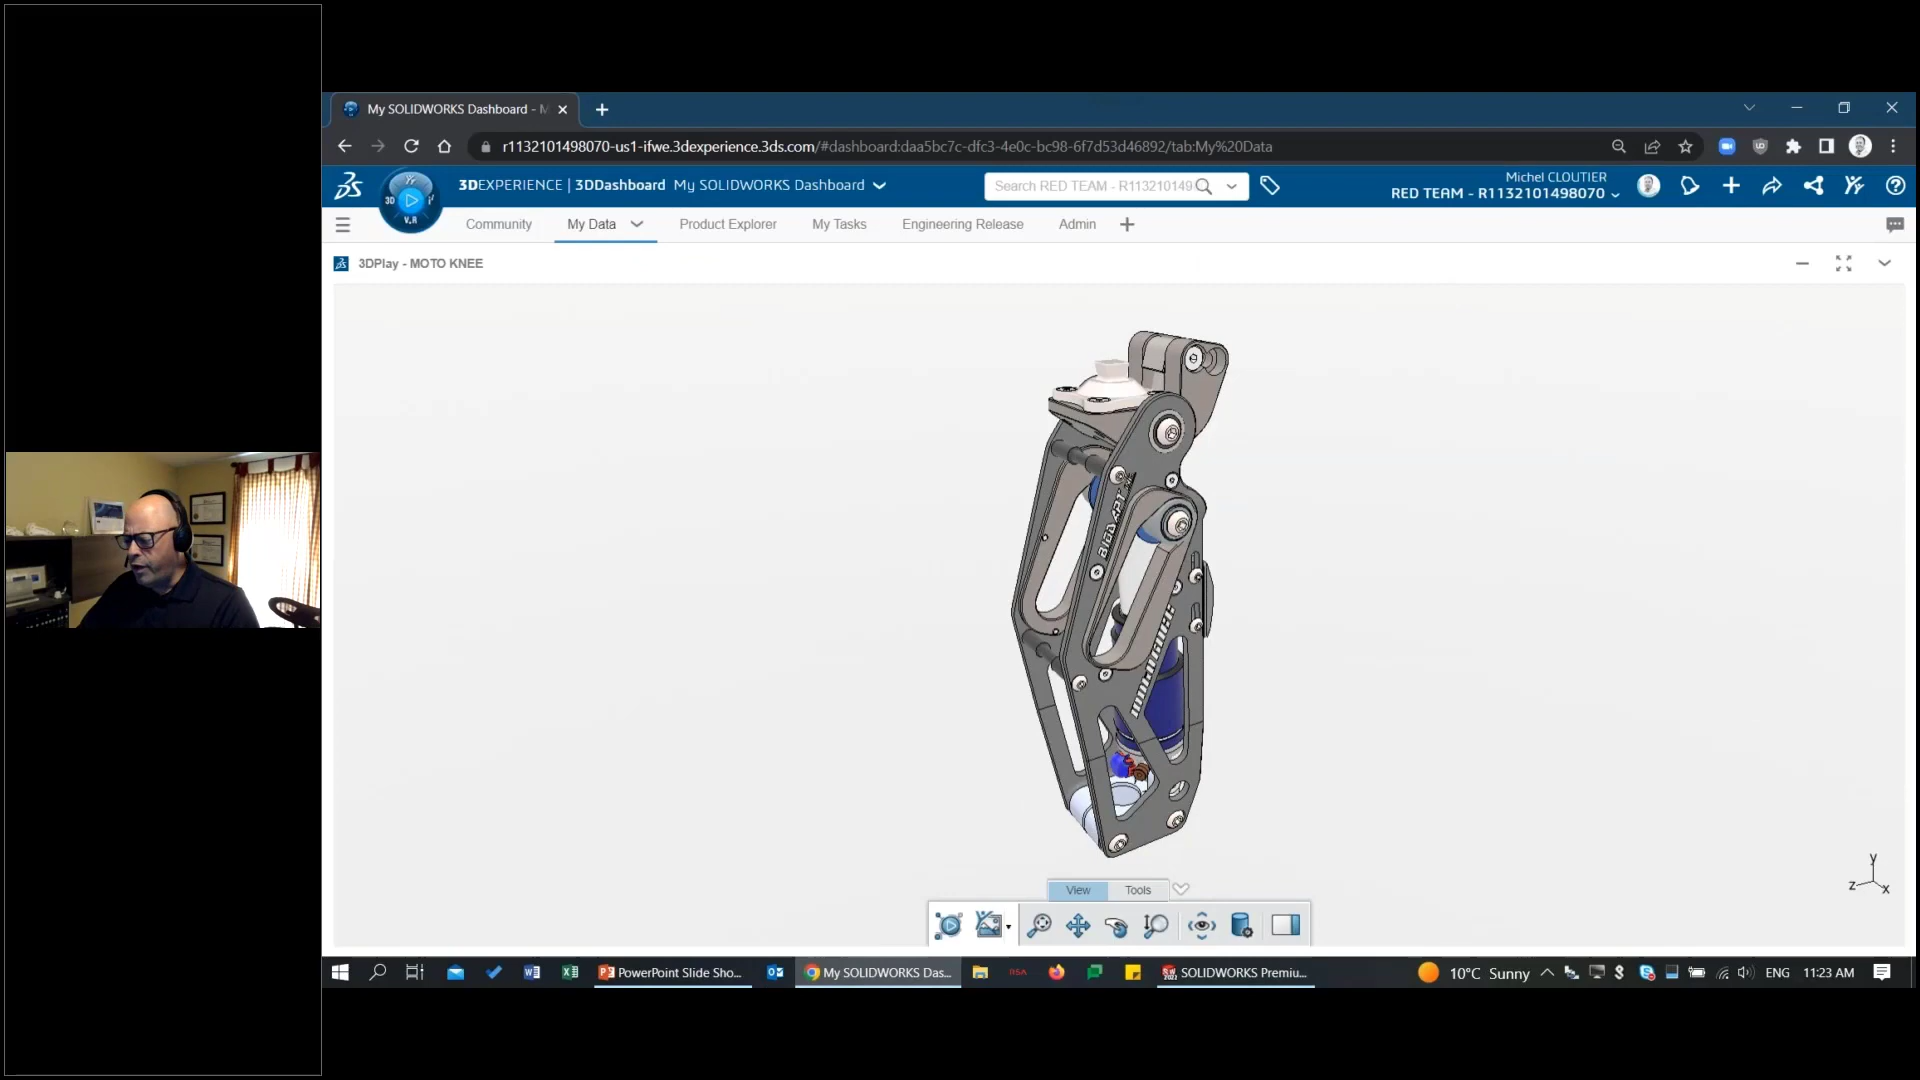 My SOLIDWORKS Dashboard - M
r1132101498070-us1-ifwe.3dexperience.3ds.com/#dashboard:daa5bc7c-dfc3-4e0c-bc98-6f7d53d46892/tab:My%20Data
3D
V.R
3DEXPERIENCE | 3DDashboard My SOLIDWORKS Dashboard
Search RED TEAM - R113210149
Michel CLOUTIER
RED TEAM - R1132101498070
Community
My Data
Product Explorer
My Tasks
Engineering Release
Admin
3DPlay - MOTO KNEE
BIODAPT
y
z
x
View
Tools
PowerPoint Slide Sho...
My SOLIDWORKS Das...
SOLIDWORKS Premiu...
10°C Sunny
ENG
11:23 AM